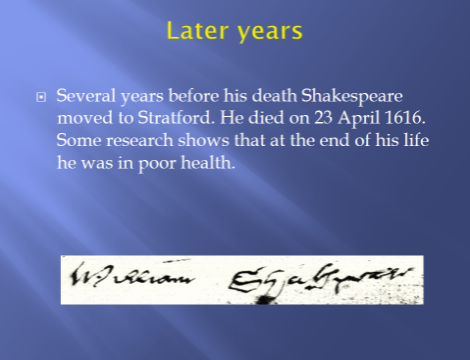 Later years
Several years before his death Shakespeare
moved to Stratford. He died on 23 April 1616.
Some research shows that at the end of his life
he was in poor health.
William